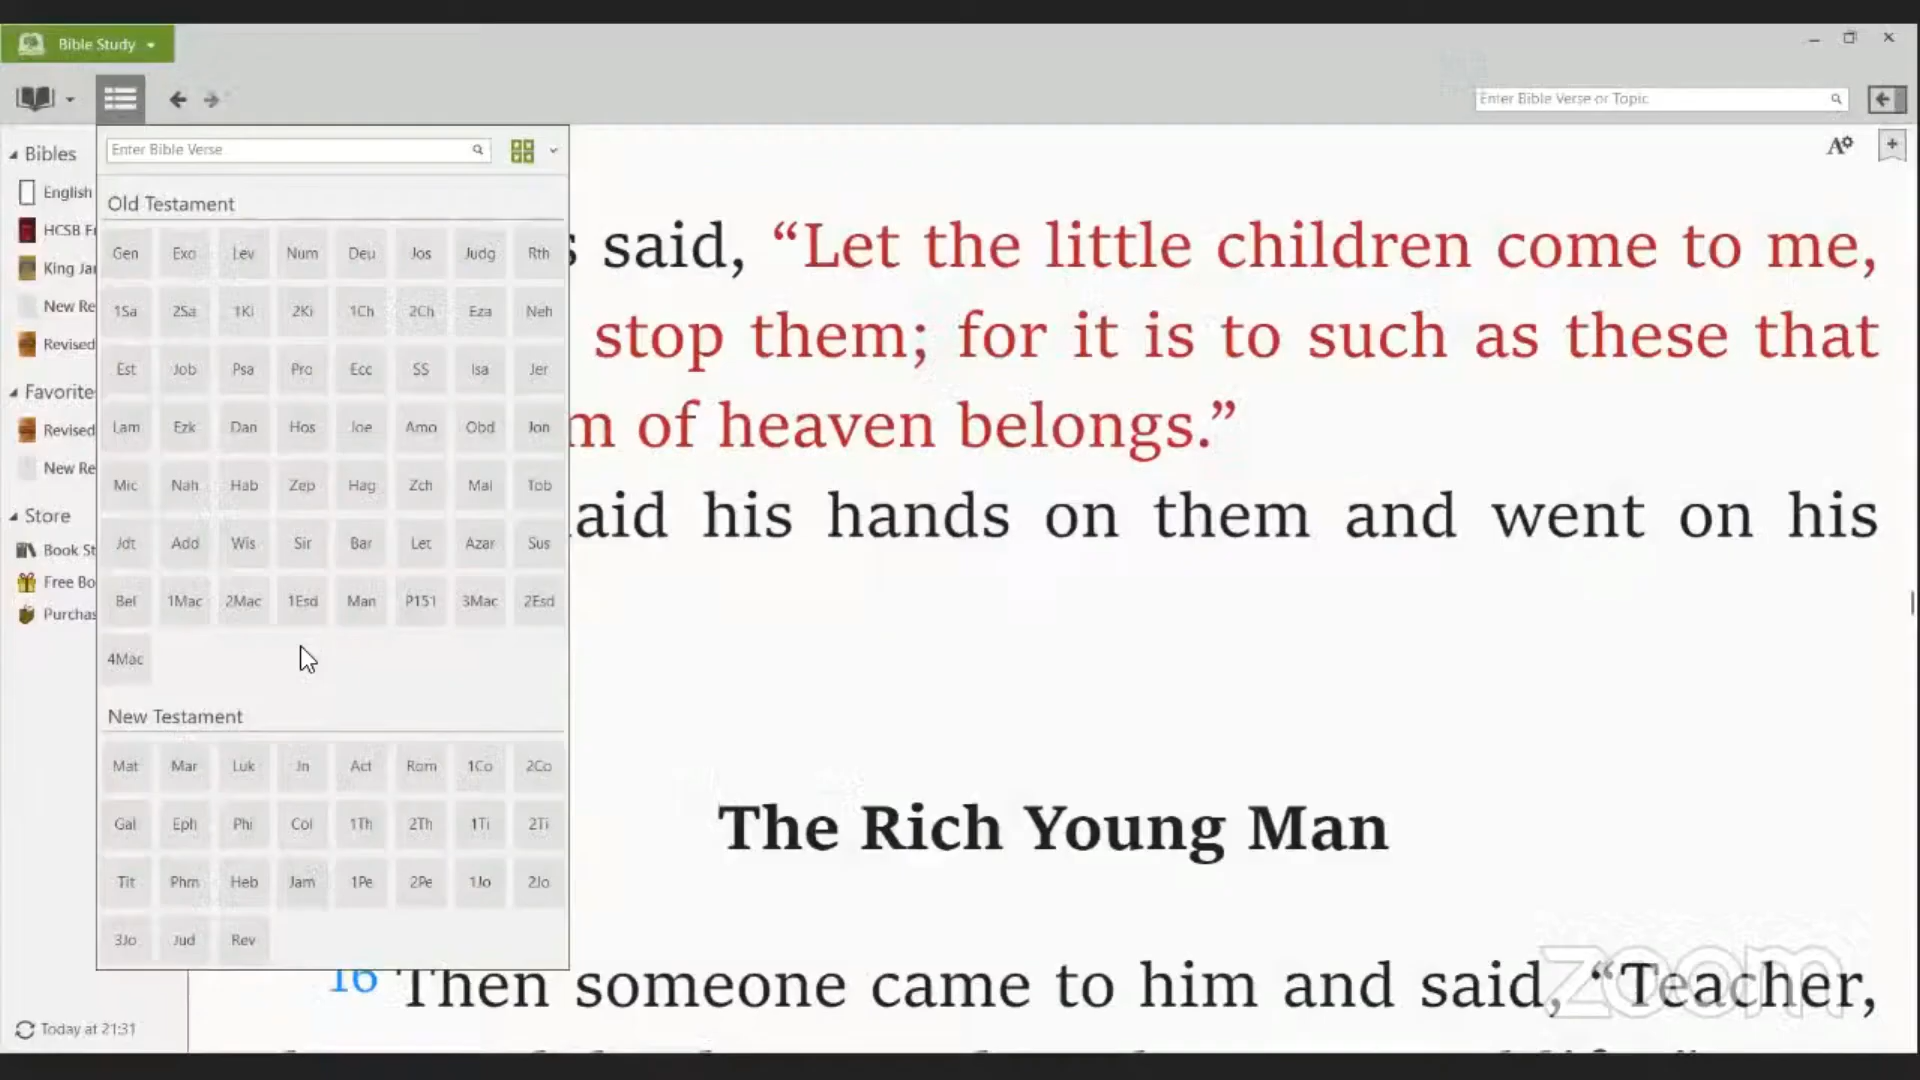 Bible Study
Enter Bible Verse or Topic
Bibles
English
HCSB F
King Ja
New Re
Revised
Favorite
Revised
New Re
Store
Book St
Free Bo
Purchas
Today at 21:31
Enter Bible Verse
Old Testament
Gen Exo Lev Num Deu Jos Judg Rth
1Sa 2Sa 1Ki 2Ki 1Ch 2Ch Eza Neh
Est Job Psa Pro Ecc SS Isa Jer
Lam Ezk Dan Hos Joe Amo Obd Jon
Mic Nah Hab Zep Hag Zch Mal Tob
Jdt Add Wis Sir Bar Let Azar Sus
Bel 1Mac 2Mac 1Esd Man P151 3Mac 2Esd
4Mac
New Testament
Mat Mar Luk Jn Act Rom 1Co 2Co
Gal Eph Phi Col 1Th 2Th 1Ti 2Ti
Tit Phm Heb Jam 1Pe 2Pe 1Jo 2Jo
3Jo Jud Rev
s said, “Let the little children come to me,
stop them; for it is to such as these that
m of heaven belongs.”
aid his hands on them and went on his
The Rich Young Man
16 Then someone came to him and said, “Teacher,
zoom